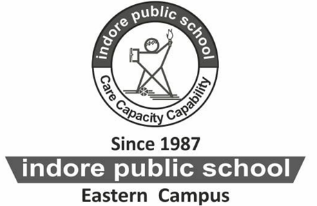 indore public school
Care Capacity Capability
Since 1987
indore public school
Eastern Campus